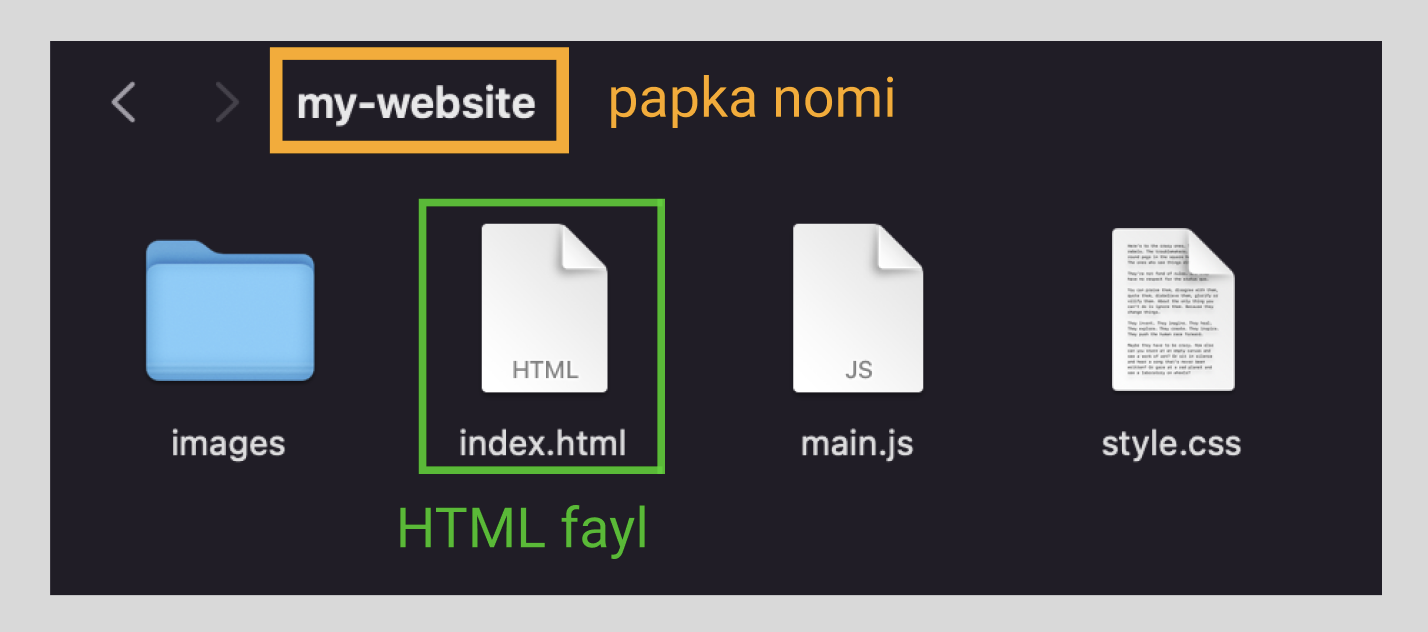 my-website papka nomi
HTML
JS
images
index.html
main.js
style.css
HTML fayl